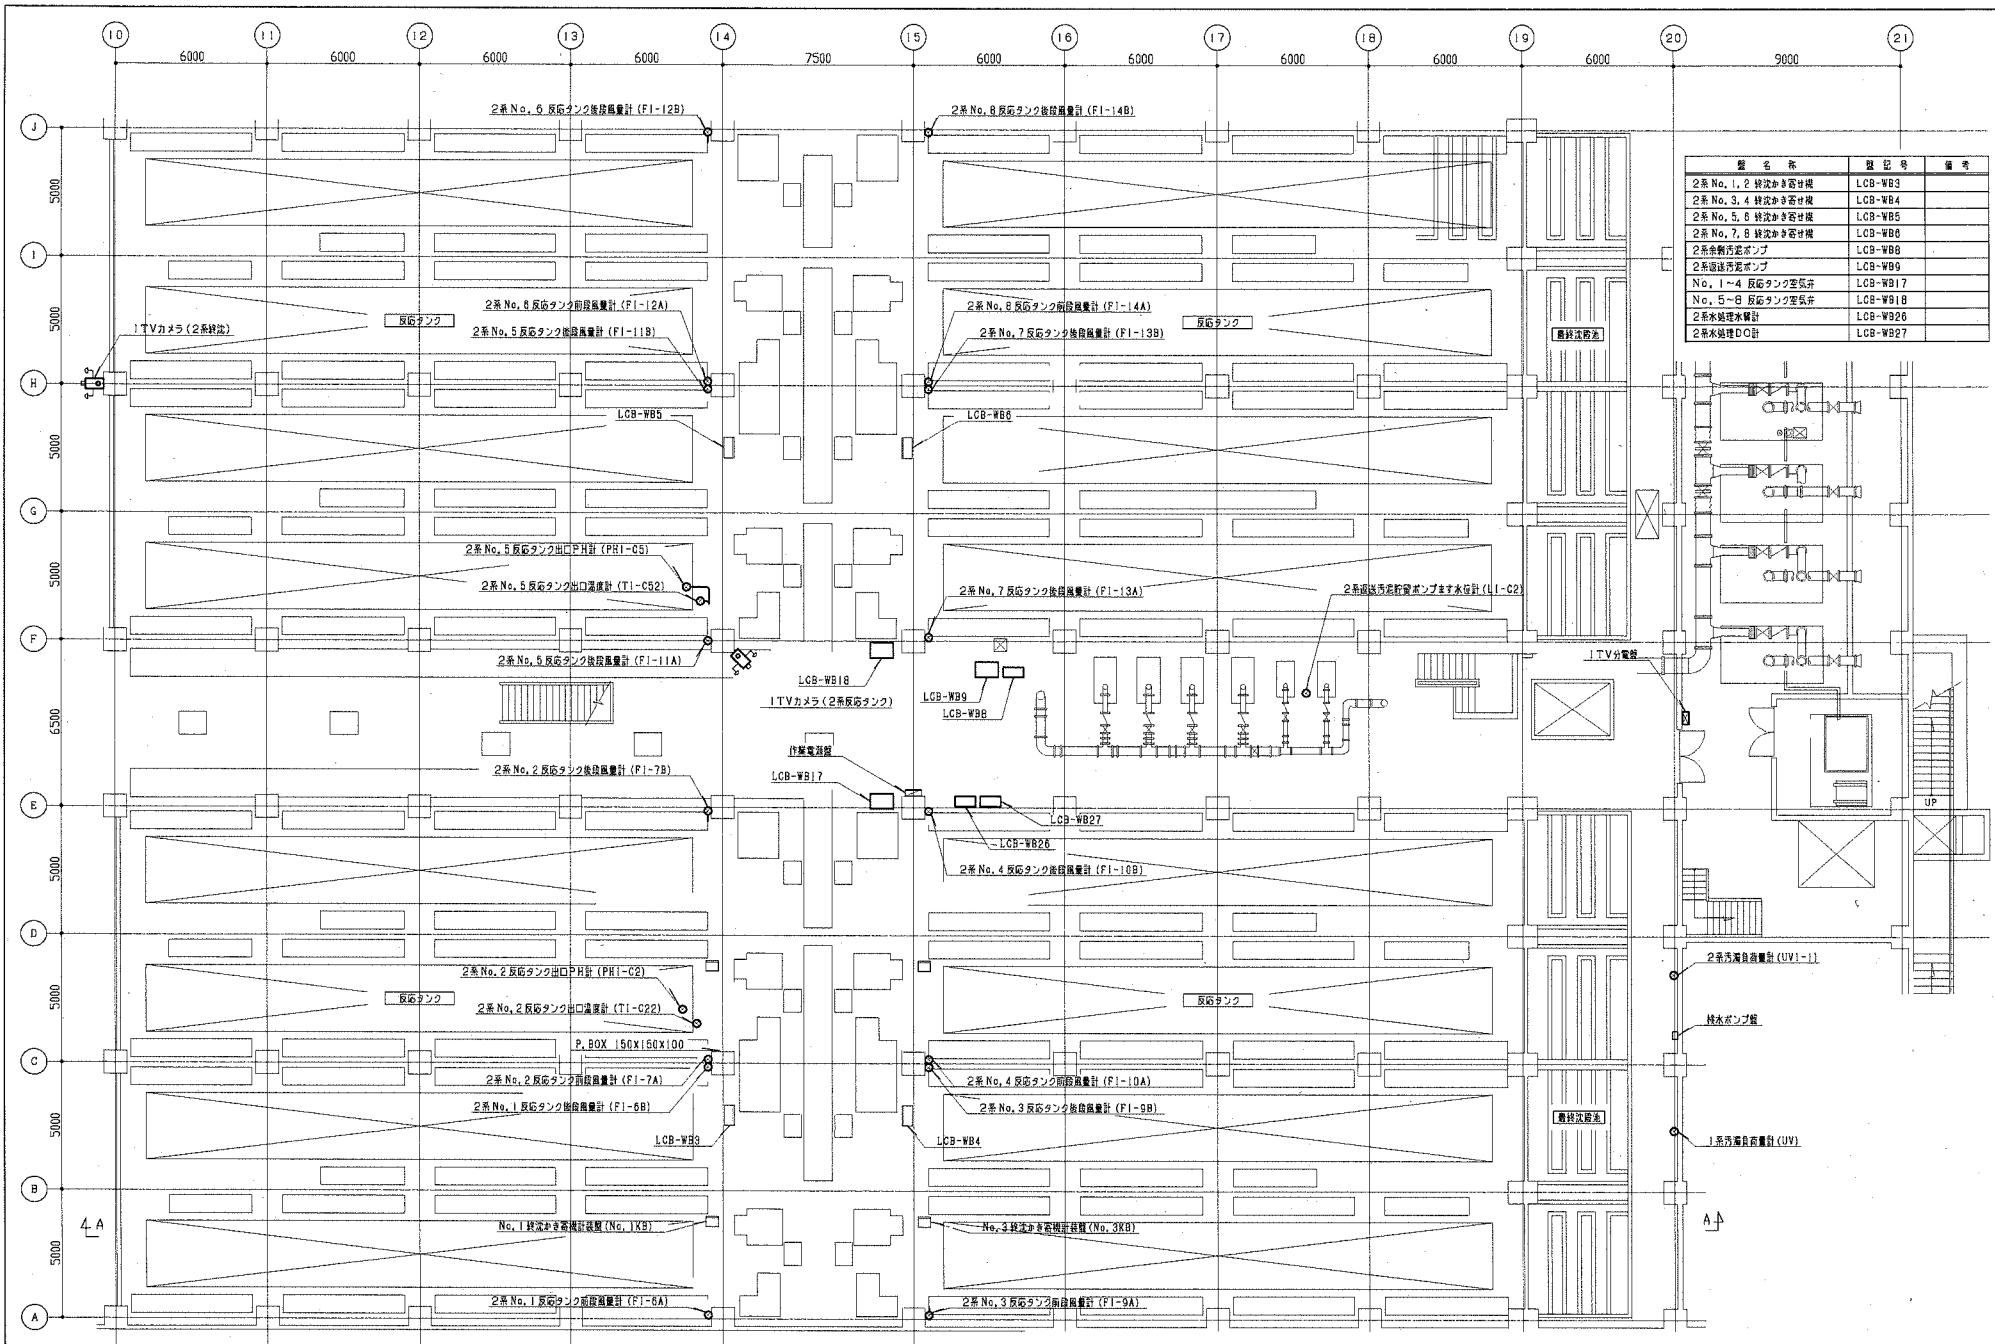 10 11 12 13 14 15 16 17 18 19 20 21
6000 6000 6000 6000 7500 6000 6000 6000 6000 6000 9000
2系No.6反応タンク後段風量計(FI-12B)
2系No.8反応タンク後段風量計(FI-14B)
J
盤名称 盤記号 備考
2系No.1,2終沈かき寄せ機 LCB-WB3
2系No.3,4終沈かき寄せ機 LCB-WB4
2系No.5,6終沈かき寄せ機 LCB-WB5
2系No.7,8終沈かき寄せ機 LCB-WB6
2系余剰汚泥ポンプ LCB-WB8
2系返送汚泥ポンプ LCB-WB9
No.1~4反応タンク空気弁 LCB-WB17
No.5~8反応タンク空気弁 LCB-WB18
2系水処理水質計 LCB-WB26
2系水処理DO計 LCB-WB27
5000
I
5000
2系No.6反応タンク前段風量計(FI-12A)
2系No.8反応タンク前段風量計(FI-14A)
反応タンク
反応タンク
ITVカメラ(2系終沈)
2系No.5反応タンク後段風量計(FI-11B)
2系No.7反応タンク後段風量計(FI-13B)
最終沈殿池
H
LCB-WB5
LCB-WB6
5000
G
2系No.5反応タンク出口PH計(PHI-C5)
5000
2系No.5反応タンク出口温度計(TI-C52)
2系No.7反応タンク後段風量計(FI-13A)
2系返送汚泥貯留ポンプます水位計(LI-C2)
F
2系No.5反応タンク後段風量計(FI-11A)
ITV分電盤
LCB-WB18
ITVカメラ(2系反応タンク)
LCB-WB9
LCB-WB8
6500
作業電源盤
2系No.2反応タンク後段風量計(FI-7B)
LCB-WB17
E
UP
LCB-WB27
LCB-WB26
5000
2系No.4反応タンク後段風量計(FI-10B)
D
2系汚濁負荷量計(UVI-1)
2系No.2反応タンク出口PH計(PHI-C2)
5000
反応タンク
反応タンク
2系No.2反応タンク出口温度計(TI-C22)
排水ポンプ盤
P.BOX 150X150X100
C
2系No.2反応タンク前段風量計(FI-7A)
2系No.4反応タンク前段風量計(FI-10A)
2系No.1反応タンク後段風量計(FI-6B)
2系No.3反応タンク後段風量計(FI-9B)
最終沈殿池
5000
LCB-WB3
LCB-WB4
1系汚濁負荷量計(UV)
B
A
A
No.1終沈かき寄機計装盤(No.1KB)
No.3終沈かき寄機計装盤(No.3KB)
5000
2系No.1反応タンク前段風量計(FI-6A)
2系No.3反応タンク前段風量計(FI-9A)
A